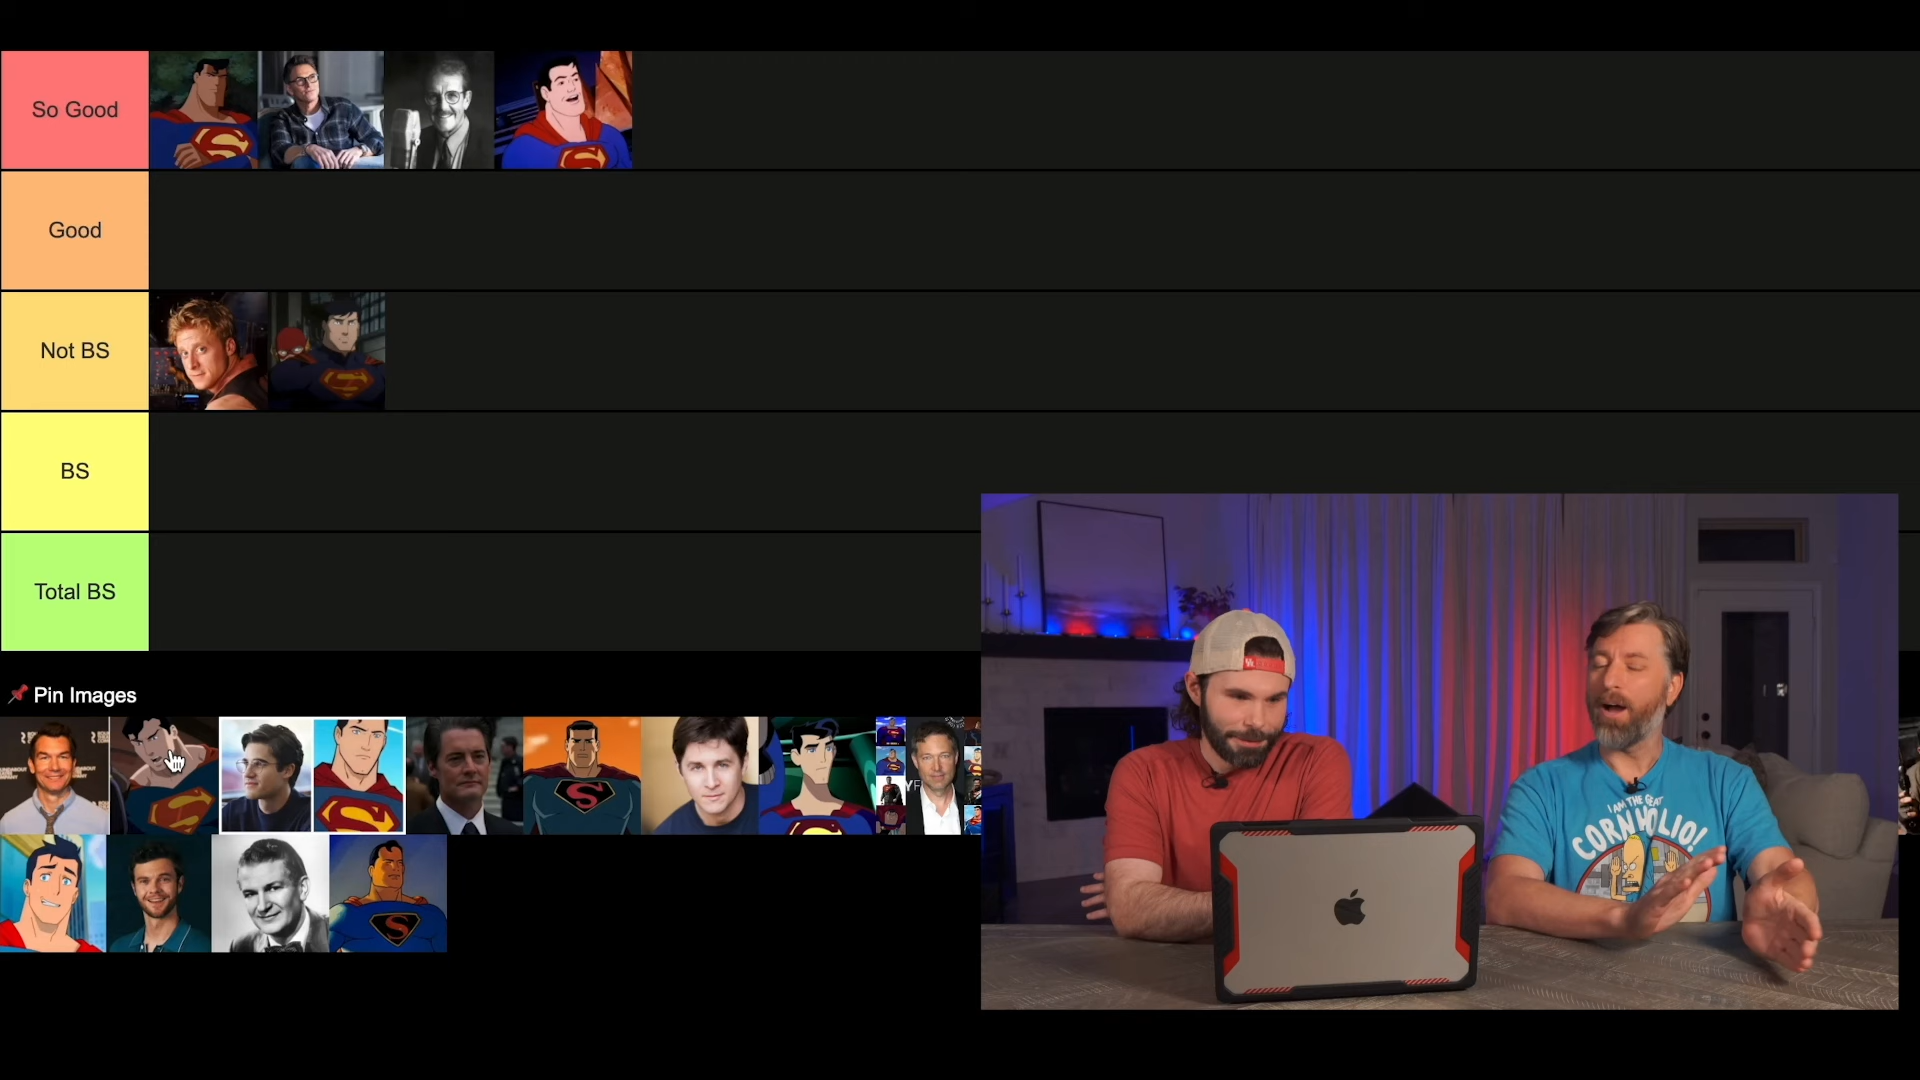 So Good
Good
Not BS
BS
Total BS
Pin Images
I AM THE GREAT
CORNHOLIO!